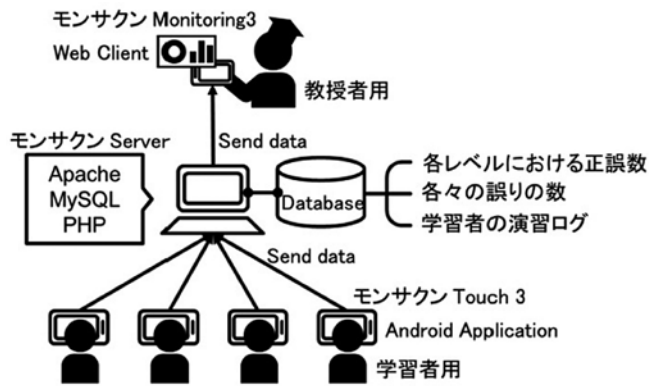 モンサクン Monitoring3
Web Client
教授者用
モンサクン Server
Send data
Apache
MySQL
PHP
Database
各レベルにおける正誤数
各々の誤りの数
学習者の演習ログ
Send data
モンサクン Touch 3
Android Application
学習者用